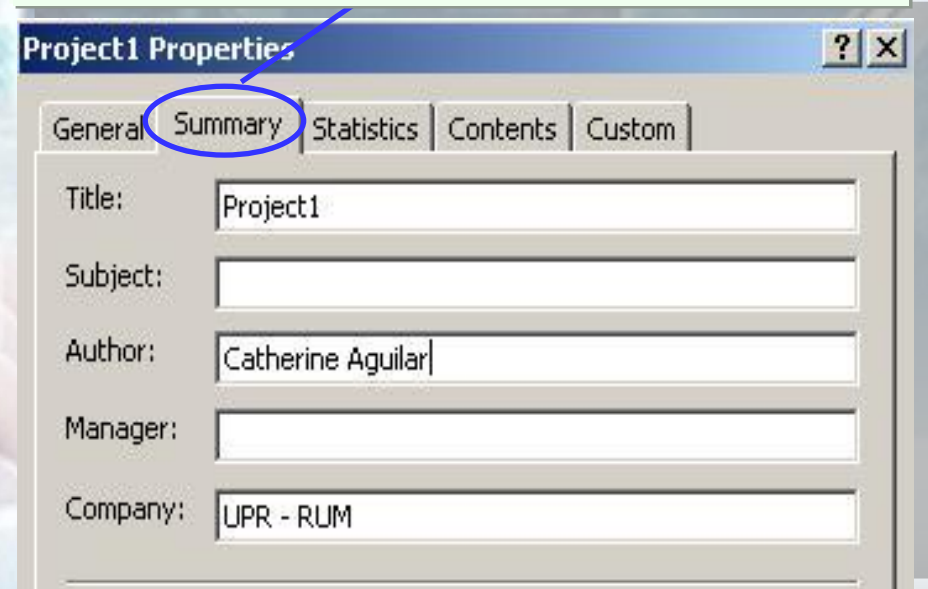 Project1 Properties
General Summary Statistics Contents Custom
Title: Project1
Subject:
Author: Catherine Aguilar
Manager:
Company: UPR - RUM